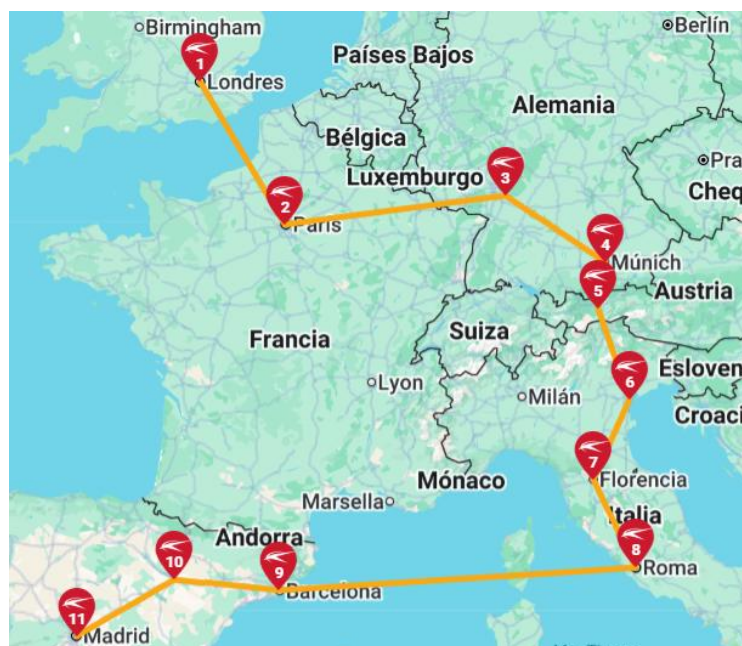 Birmingham
Berlín
1
Londres
Países Bajos
Alemania
Bélgica
Pra
Luxemburgo
3
Cheq
2
París
4
Múnich
5
Austria
Francia
Suiza
Esloven
6
Lyon
Milán
Croaci
7
Mónaco
Florencia
Marsella
Italia
Andorra
8
10
9
Roma
Barcelona
11
Madrid